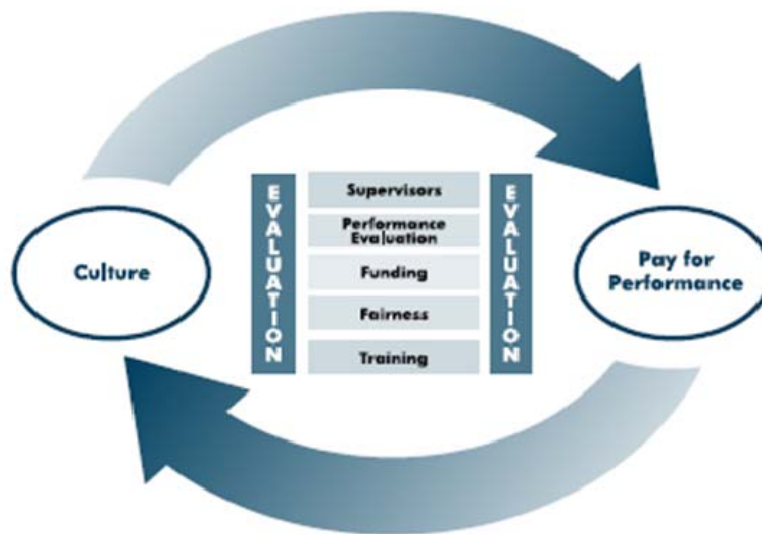 Culture
EVALUATION
Supervisors
Performance
Evaluation
Funding
Fairness
Training
EVALUATION
Pay for
Performance